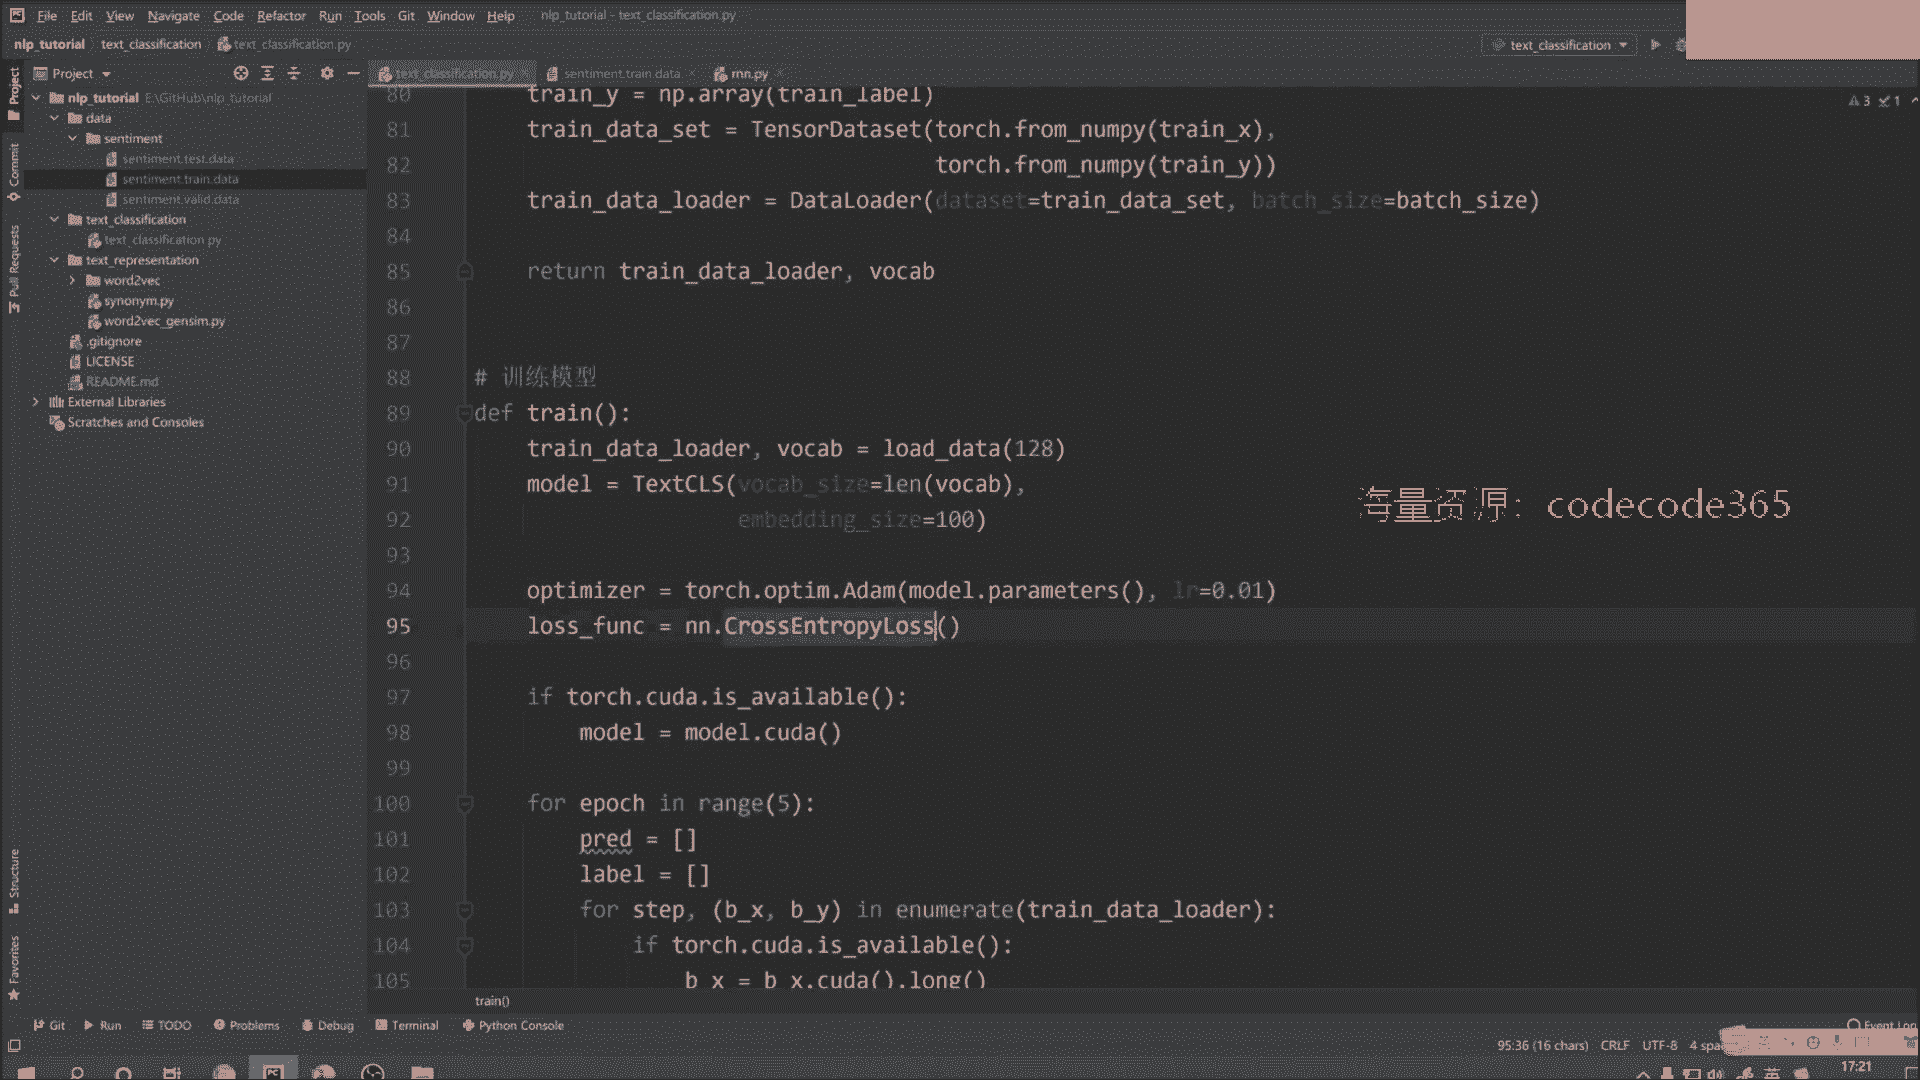 File Edit View Navigate Code Refactor Run Tools Git Window Help nlp_tutorial - text_classification.py
nlp_tutorial text_classification text_classification.py text_classification
Project
text_classification.py sentiment.train.data rnn.py
nlp_tutorial E:\GitHub\nlp_tutorial
data
sentiment
sentiment.test.data
sentiment.train.data
sentiment.valid.data
text_classification
text_classification.py
text_representation
word2vec
synonym.py
word2vec_gensim.py
.gitignore
LICENSE
README.md
External Libraries
Scratches and Consoles
Project
Commit
Pull Requests
Structure
Favorites
3 1
80 train_y = np.array(train_label)
81 train_data_set = TensorDataset(torch.from_numpy(train_x),
82 torch.from_numpy(train_y))
83 train_data_loader = DataLoader(dataset=train_data_set, batch_size=batch_size)
84
85 return train_data_loader, vocab
86
87
88 # 训练模型
89 def train():
90 train_data_loader, vocab = load_data(128)
91 model = TextCLS(vocab_size=len(vocab),
92 embedding_size=100)
93
94 optimizer = torch.optim.Adam(model.parameters(), lr=0.01)
95 loss_func = nn.CrossEntropyLoss()
96
97 if torch.cuda.is_available():
98 model = model.cuda()
99
100 for epoch in range(5):
101 pred = []
102 label = []
103 for step, (b_x, b_y) in enumerate(train_data_loader):
104 if torch.cuda.is_available():
105 b_x = b_x.cuda().long()
海量资源：codecode365
train()
Git Run TODO Problems Debug Terminal Python Console Event Log
95:36 (16 chars) CRLF UTF-8 4
英 17:21